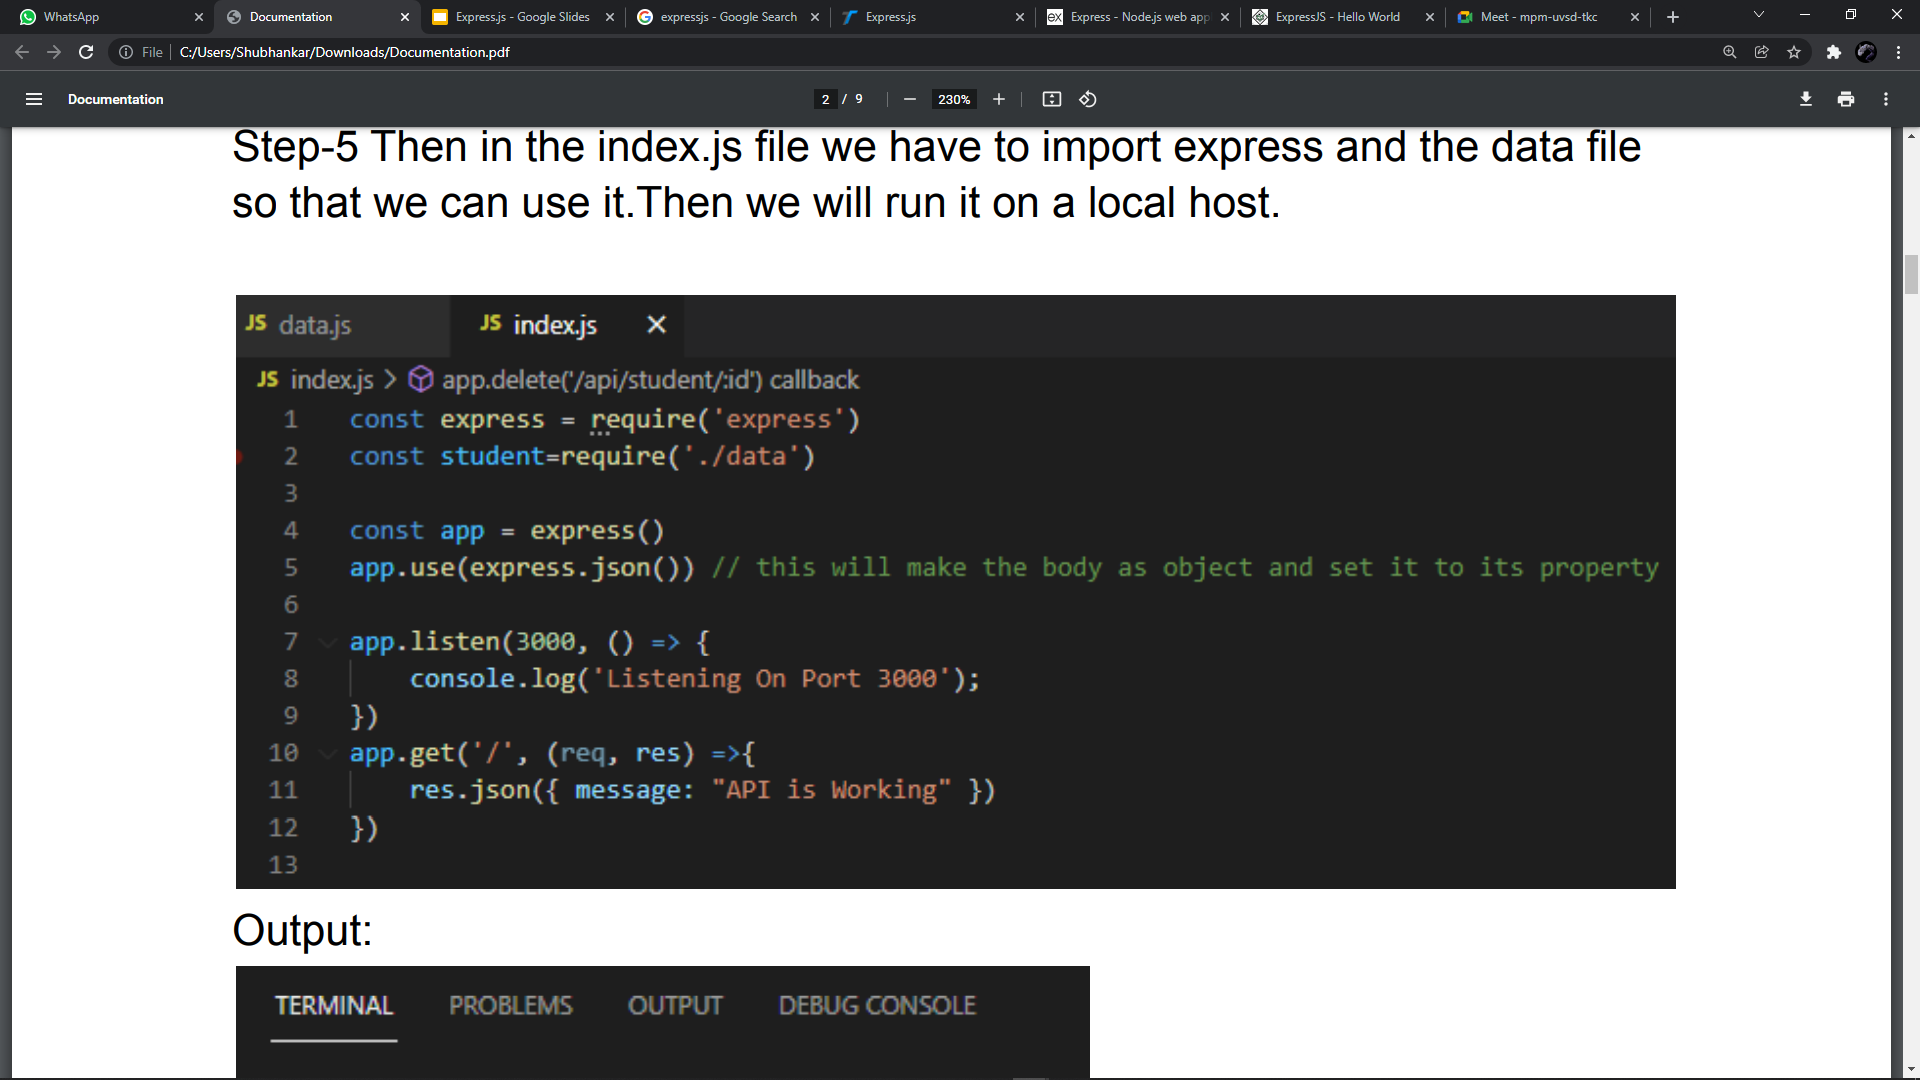 WhatsApp
Documentation
Express.js - Google Slides
expressjs - Google Search
Express.js
ex Express - Node.js web app
ExpressJS - Hello World
Meet - mpm-uvsd-tkc
File
C:/Users/Shubhankar/Downloads/Documentation.pdf
Documentation
2 / 9
230%
Step-5 Then in the index.js file we have to import express and the data file
so that we can use it.Then we will run it on a local host.
JS data.js
JS index.js
JS index.js > app.delete('/api/student/:id') callback
1 const express = require('express')
2 const student=require('./data')
3
4 const app = express()
5 app.use(express.json()) // this will make the body as object and set it to its property
6
7 app.listen(3000, () => {
8 console.log('Listening On Port 3000');
9 })
10 app.get('/', (req, res) =>{
11 res.json({ message: "API is Working" })
12 })
13
Output:
TERMINAL PROBLEMS OUTPUT DEBUG CONSOLE